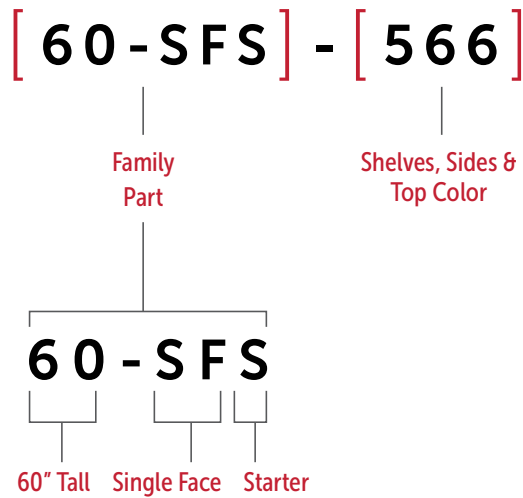 [60-SFS] - [566]
Family
Part
Shelves, Sides &
Top Color
60-SFS
60” Tall Single Face Starter